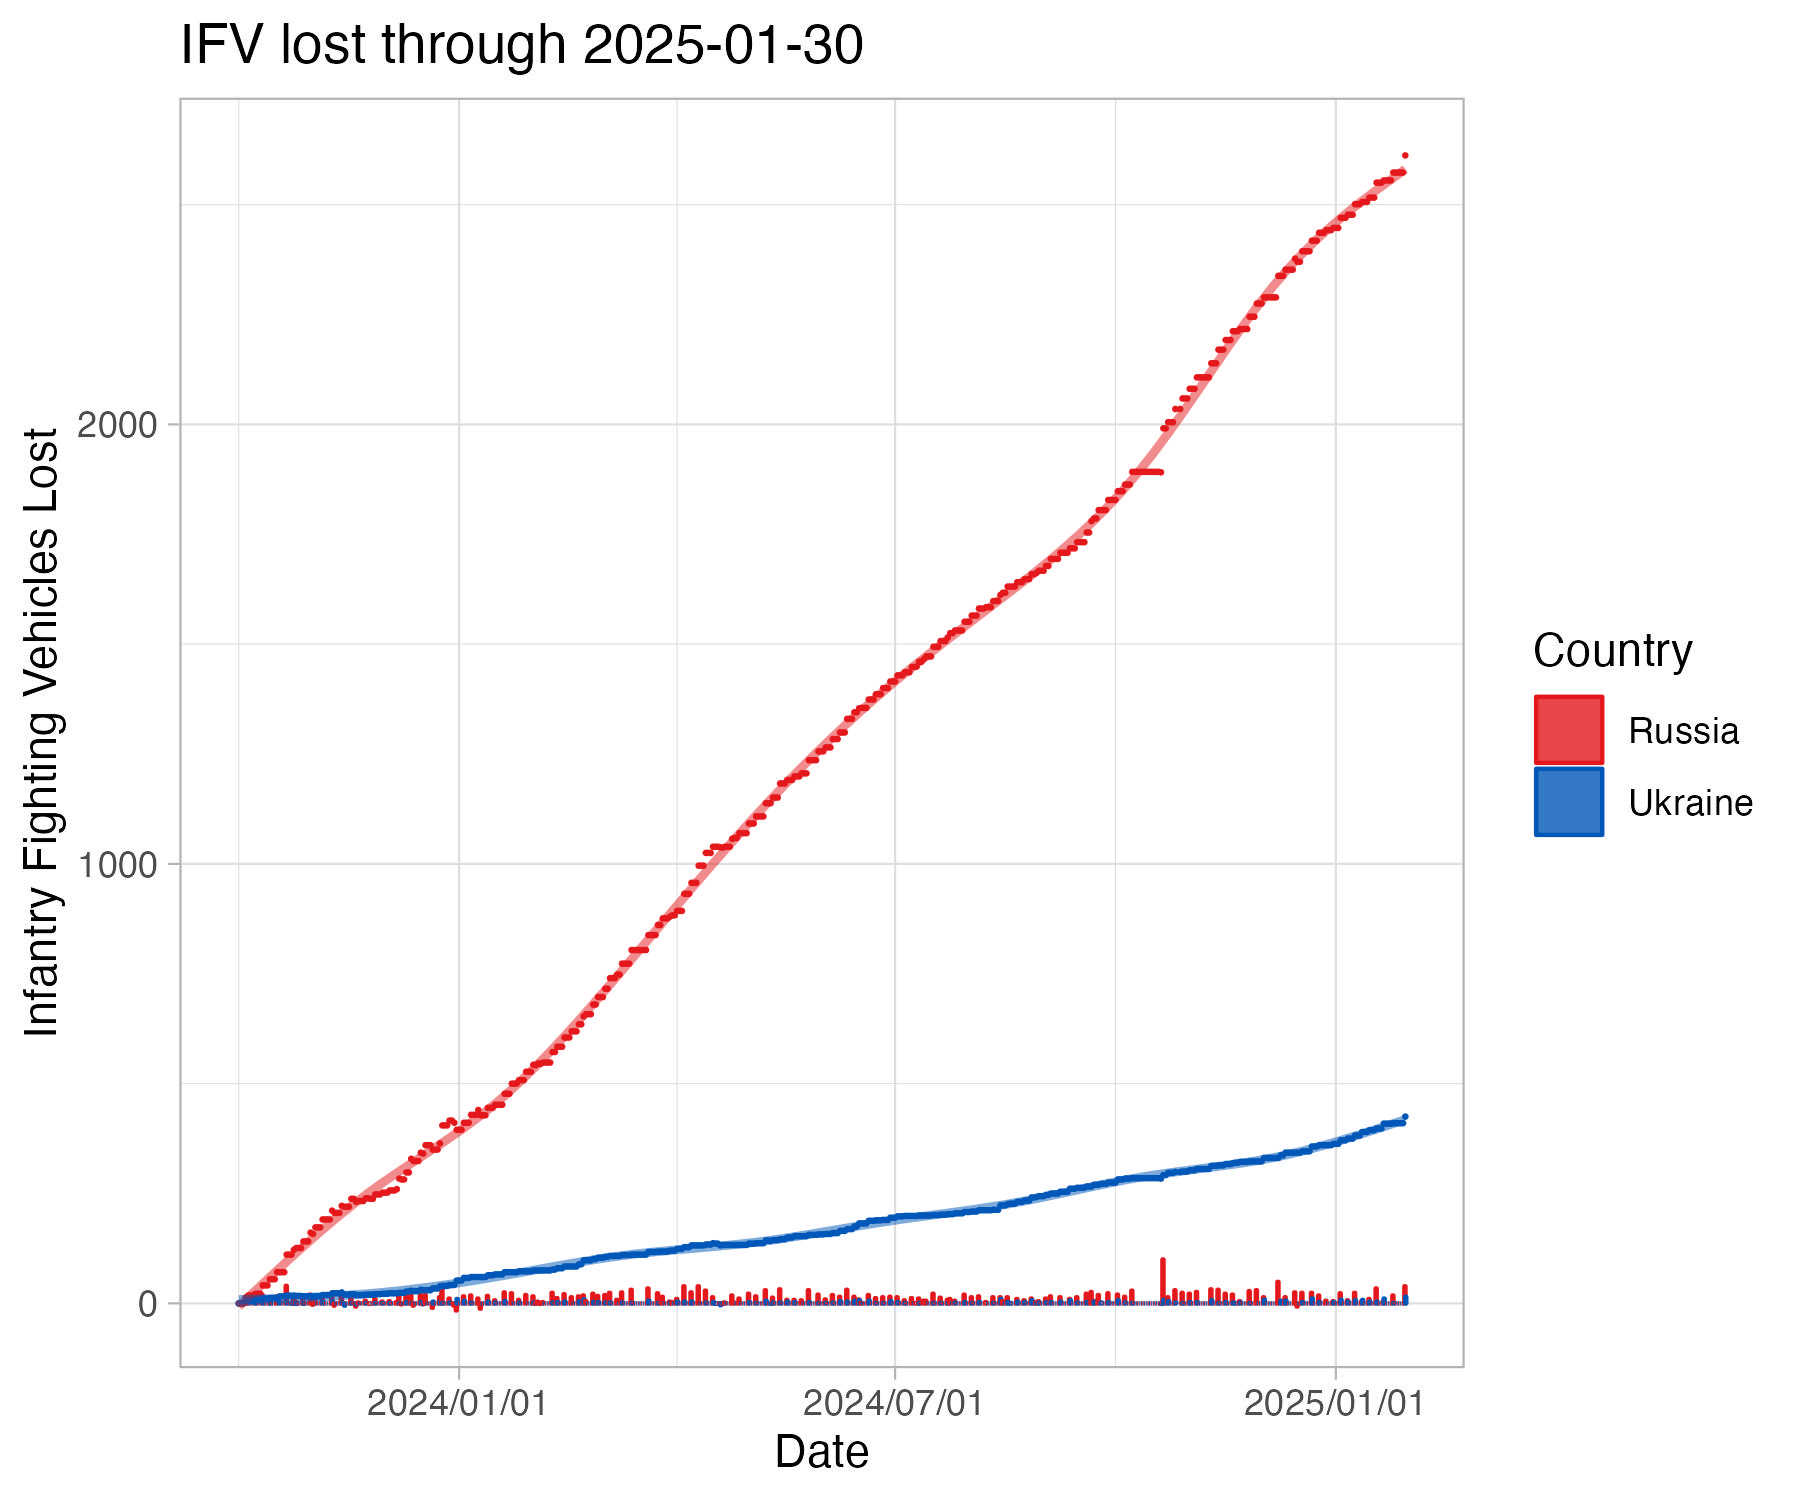 IFV lost through 2025-01-30
Infantry Fighting Vehicles Lost
2000
1000
0
2024/01/01
2024/07/01
2025/01/01
Date
Country
Russia
Ukraine